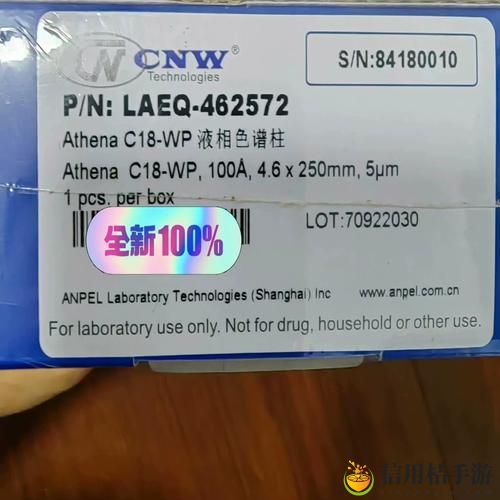 CNW®
Technologies
S/N:84180010
P/N: LAEQ-462572
Athena C18-WP 液相色谱柱
Athena C18-WP, 100Å, 4.6 x 250mm, 5μm
1 pcs. per box
LOT:70922030
全新100%
ANPEL Laboratory Technologies (Shanghai) Inc www.anpel.com.cn
For laboratory use only. Not for drug, household or other use.
信用桔手游